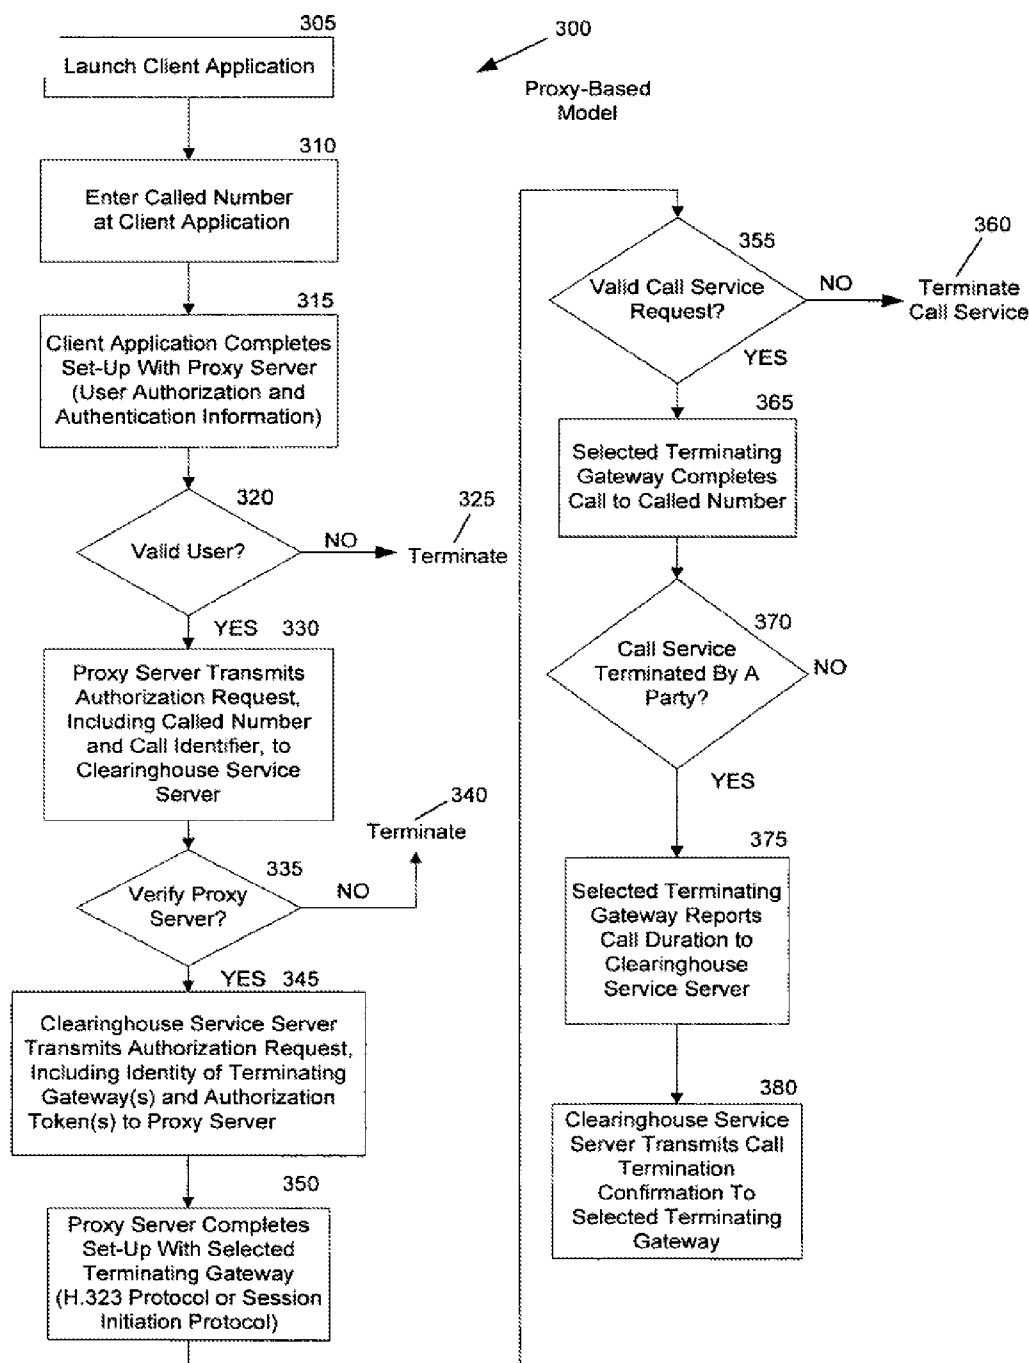 305
Launch Client Application
300
Proxy-Based
Model
310
Enter Called Number
at Client Application
315
Client Application Completes
Set-Up With Proxy Server
(User Authorization and
Authentication Information)
320
Valid User?
NO
325
Terminate
YES 330
Proxy Server Transmits
Authorization Request,
Including Called Number
and Call Identifier, to
Clearinghouse Service
Server
335
Verify Proxy
Server?
NO
340
Terminate
YES 345
Clearinghouse Service Server
Transmits Authorization Request,
Including Identity of Terminating
Gateway(s) and Authorization
Token(s) to Proxy Server
350
Proxy Server Completes
Set-Up With Selected
Terminating Gateway
(H.323 Protocol or Session
Initiation Protocol)
355
Valid Call Service
Request?
NO
360
Terminate
Call Service
YES
365
Selected Terminating
Gateway Completes
Call to Called Number
370
Call Service
Terminated By A
Party?
NO
YES
375
Selected Terminating
Gateway Reports
Call Duration to
Clearinghouse
Service Server
380
Clearinghouse Service
Server Transmits Call
Termination
Confirmation To
Selected Terminating
Gateway